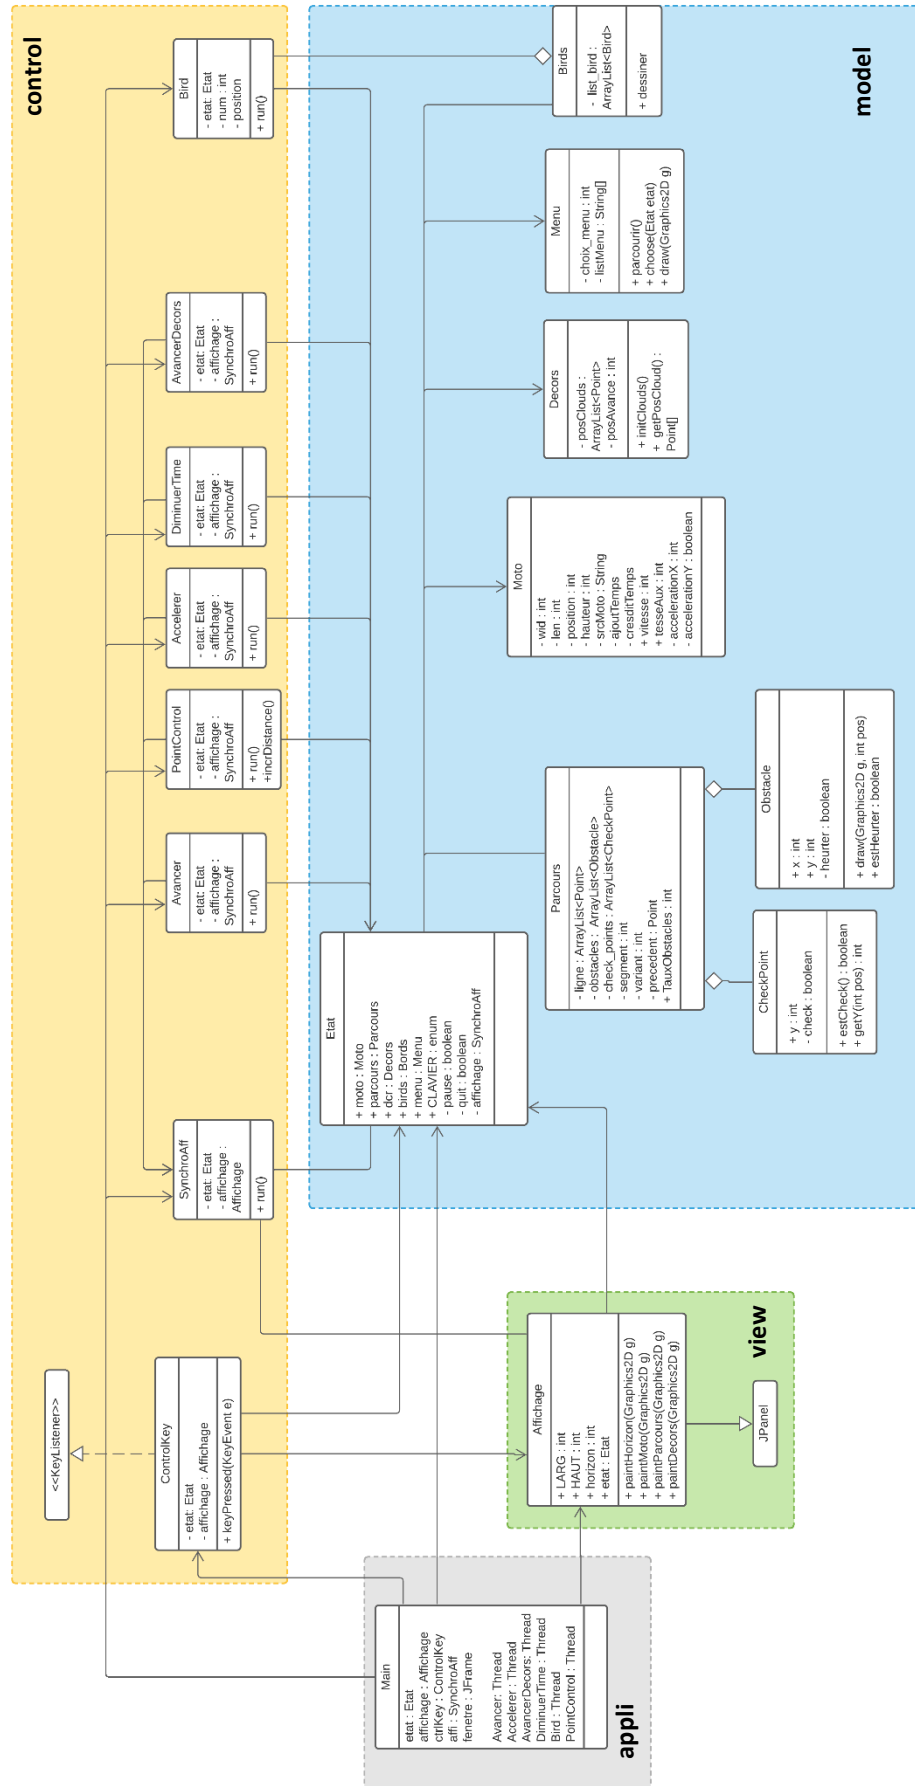 control
<<KeyListener>>
ControlKey
- etat: Etat
- affichage : Affichage
+ keyPressed(KeyEvent e)
SynchroAff
- etat: Etat
- affichage :
Affichage
+ run()
Avancer
- etat: Etat
- affichage :
SynchroAff
+ run()
PointControl
- etat: Etat
- affichage :
SynchroAff
+ run()
+incrDistance()
Accelerer
- etat: Etat
- affichage :
SynchroAff
+ run()
DiminuerTime
- etat: Etat
- affichage :
SynchroAff
+ run()
AvancerDecors
- etat: Etat
- affichage :
SynchroAff
+ run()
Bird
- etat: Etat
- num : int
- position
+ run()
model
Etat
+ moto : Moto
+ parcours : Parcours
+ dcr : Decors
+ birds : Bords
+ menu : Menu
+ CLAVIER : enum
- pause : boolean
- quit : boolean
- affichage : SynchroAff
Parcours
- ligne : ArrayList<Point>
- obstacles : ArrayList<Obstacle>
- check_points : ArrayList<CheckPoint>
- segment : int
- variant : int
- precedent : Point
+ TauxObstacles : int
CheckPoint
+ y : int
- check : boolean
+ estCheck() : boolean
+ getY(int pos) : int
Obstacle
+ x : int
+ y : int
- heurter : boolean
+ draw(Graphics2D g, int pos)
+ estHeurter : boolean
Moto
- wid : int
- len : int
- position : int
- hauteur : int
- srcMoto : String
- ajoutTemps
- cresditTemps
+ vitesse : int
+ tesseAux : int
- accelerationX : int
- accelerationY : boolean
Decors
- posClouds :
ArrayList<Point>
- posAvance : int
+ initClouds()
+ getPosCloud() :
Point[]
Menu
- choix_menu : int
- listMenu : String[]
+ parcourir()
+ choose(Etat etat)
+ draw(Graphics2D g)
Birds
- list_bird :
ArrayList<Bird>
+ dessiner
view
Affichage
+ LARG : int
+ HAUT : int
+ horizon : int
+ etat : Etat
+ paintHorizon(Graphics2D g)
+ paintMoto(Graphics2D g)
+ paintParcours(Graphics2D g)
+ paintDecors(Graphics2D g)
JPanel
appli
Main
etat : Etat
affichage : Affichage
ctrlKey : ControlKey
affi : SynchroAff
fenetre : JFrame
Avancer: Thread
Accelerer : Thread
AvancerDecors: Thread
DiminuerTime : Thread
Bird : Thread
PointControl : Thread